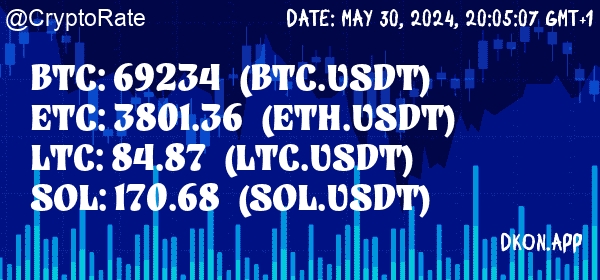 @CryptoRate
DATE: MAY 30, 2024, 20:05:07 GMT+1
BTC: 69234 (BTC.USDT)
ETC: 3801.36 (ETH.USDT)
LTC: 84.87 (LTC.USDT)
SOL: 170.68 (SOL.USDT)
DKON.APP